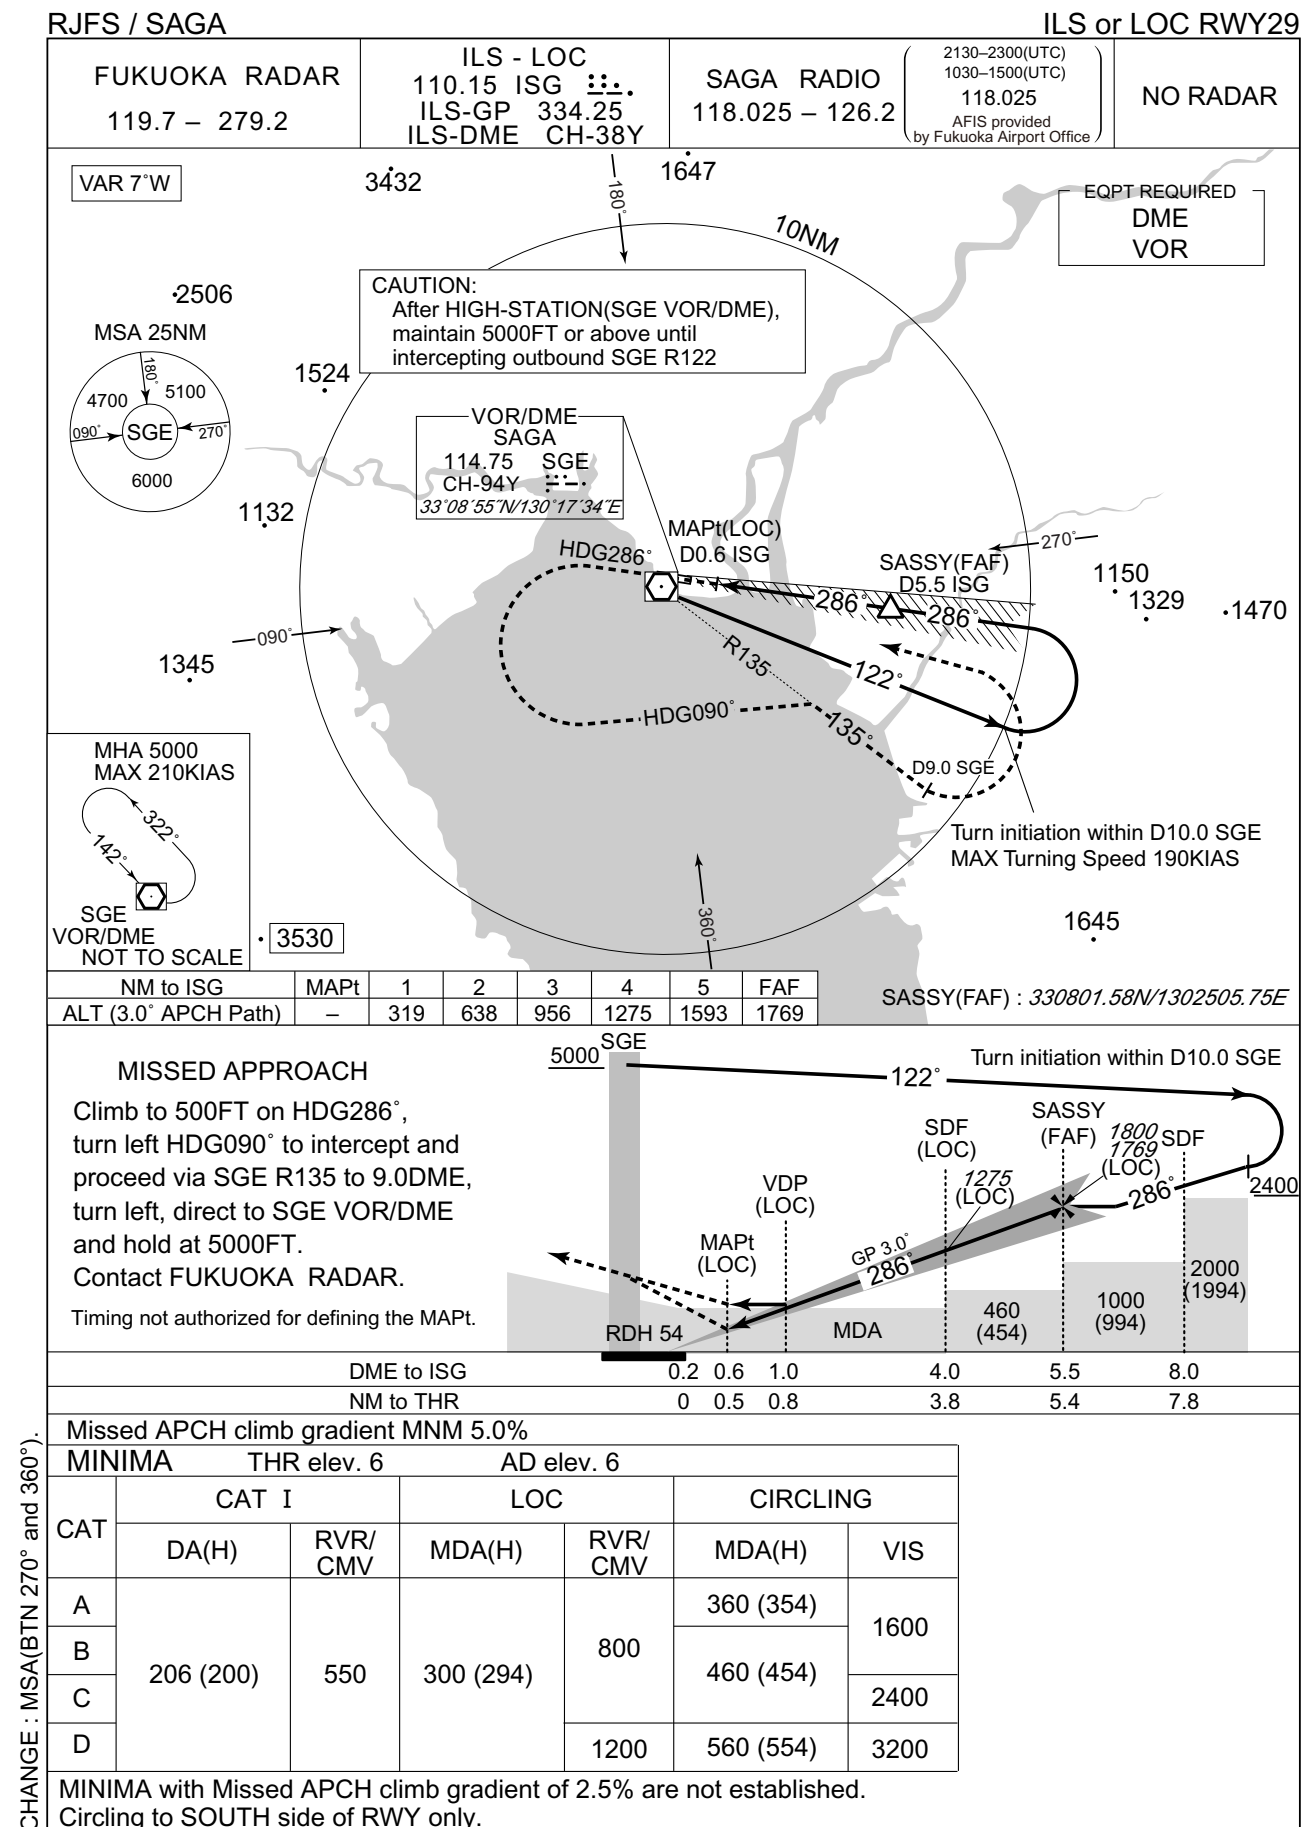 RJFS / SAGA
ILS or LOC RWY29
FUKUOKA RADAR
119.7 – 279.2
ILS - LOC
110.15 ISG
ILS-GP 334.25
ILS-DME CH-38Y
SAGA RADIO
118.025 – 126.2
2130–2300(UTC)
1030–1500(UTC)
118.025
AFIS provided
by Fukuoka Airport Office
NO RADAR
VAR 7°W
3432
180°
1647
10NM
EQPT REQUIRED
DME
VOR
CAUTION:
After HIGH-STATION(SGE VOR/DME),
maintain 5000FT or above until
intercepting outbound SGE R122
2506
MSA 25NM
180°
4700
5100
090°
SGE
270°
6000
1524
VOR/DME
SAGA
114.75 SGE
CH-94Y
33°08´55˝N/130°17´34˝E
1132
HDG286°
MAPt(LOC)
D0.6 ISG
SASSY(FAF)
D5.5 ISG
270°
1150
1329
1470
286°
286°
090°
1345
R135
122°
HDG090°
135°
D9.0 SGE
MHA 5000
MAX 210KIAS
322°
142°
SGE
VOR/DME
NOT TO SCALE
Turn initiation within D10.0 SGE
MAX Turning Speed 190KIAS
360°
1645
3530
NM to ISG MAPt 1 2 3 4 5 FAF
ALT (3.0° APCH Path) – 319 638 956 1275 1593 1769
SASSY(FAF) : 330801.58N/1302505.75E
MISSED APPROACH
Climb to 500FT on HDG286°,
turn left HDG090° to intercept and
proceed via SGE R135 to 9.0DME,
turn left, direct to SGE VOR/DME
and hold at 5000FT.
Contact FUKUOKA RADAR.
Timing not authorized for defining the MAPt.
5000
SGE
Turn initiation within D10.0 SGE
122°
SASSY
(FAF)
1800
1769
(LOC)
SDF
SDF
(LOC)
1275
(LOC)
286°
2400
VDP
(LOC)
MAPt
(LOC)
GP 3.0°
286°
2000
(1994)
1000
(994)
460
(454)
MDA
RDH 54
DME to ISG 0.2 0.6 1.0 4.0 5.5 8.0
NM to THR 0 0.5 0.8 3.8 5.4 7.8
Missed APCH climb gradient MNM 5.0%
MINIMA THR elev. 6 AD elev. 6
CAT
CAT I
LOC
CIRCLING
DA(H)
RVR/
CMV
MDA(H)
RVR/
CMV
MDA(H)
VIS
A
B
C
D
206 (200)
550
300 (294)
800
1200
360 (354)
460 (454)
560 (554)
1600
2400
3200
MINIMA with Missed APCH climb gradient of 2.5% are not established.
Circling to SOUTH side of RWY only.
CHANGE : MSA(BTN 270° and 360°).